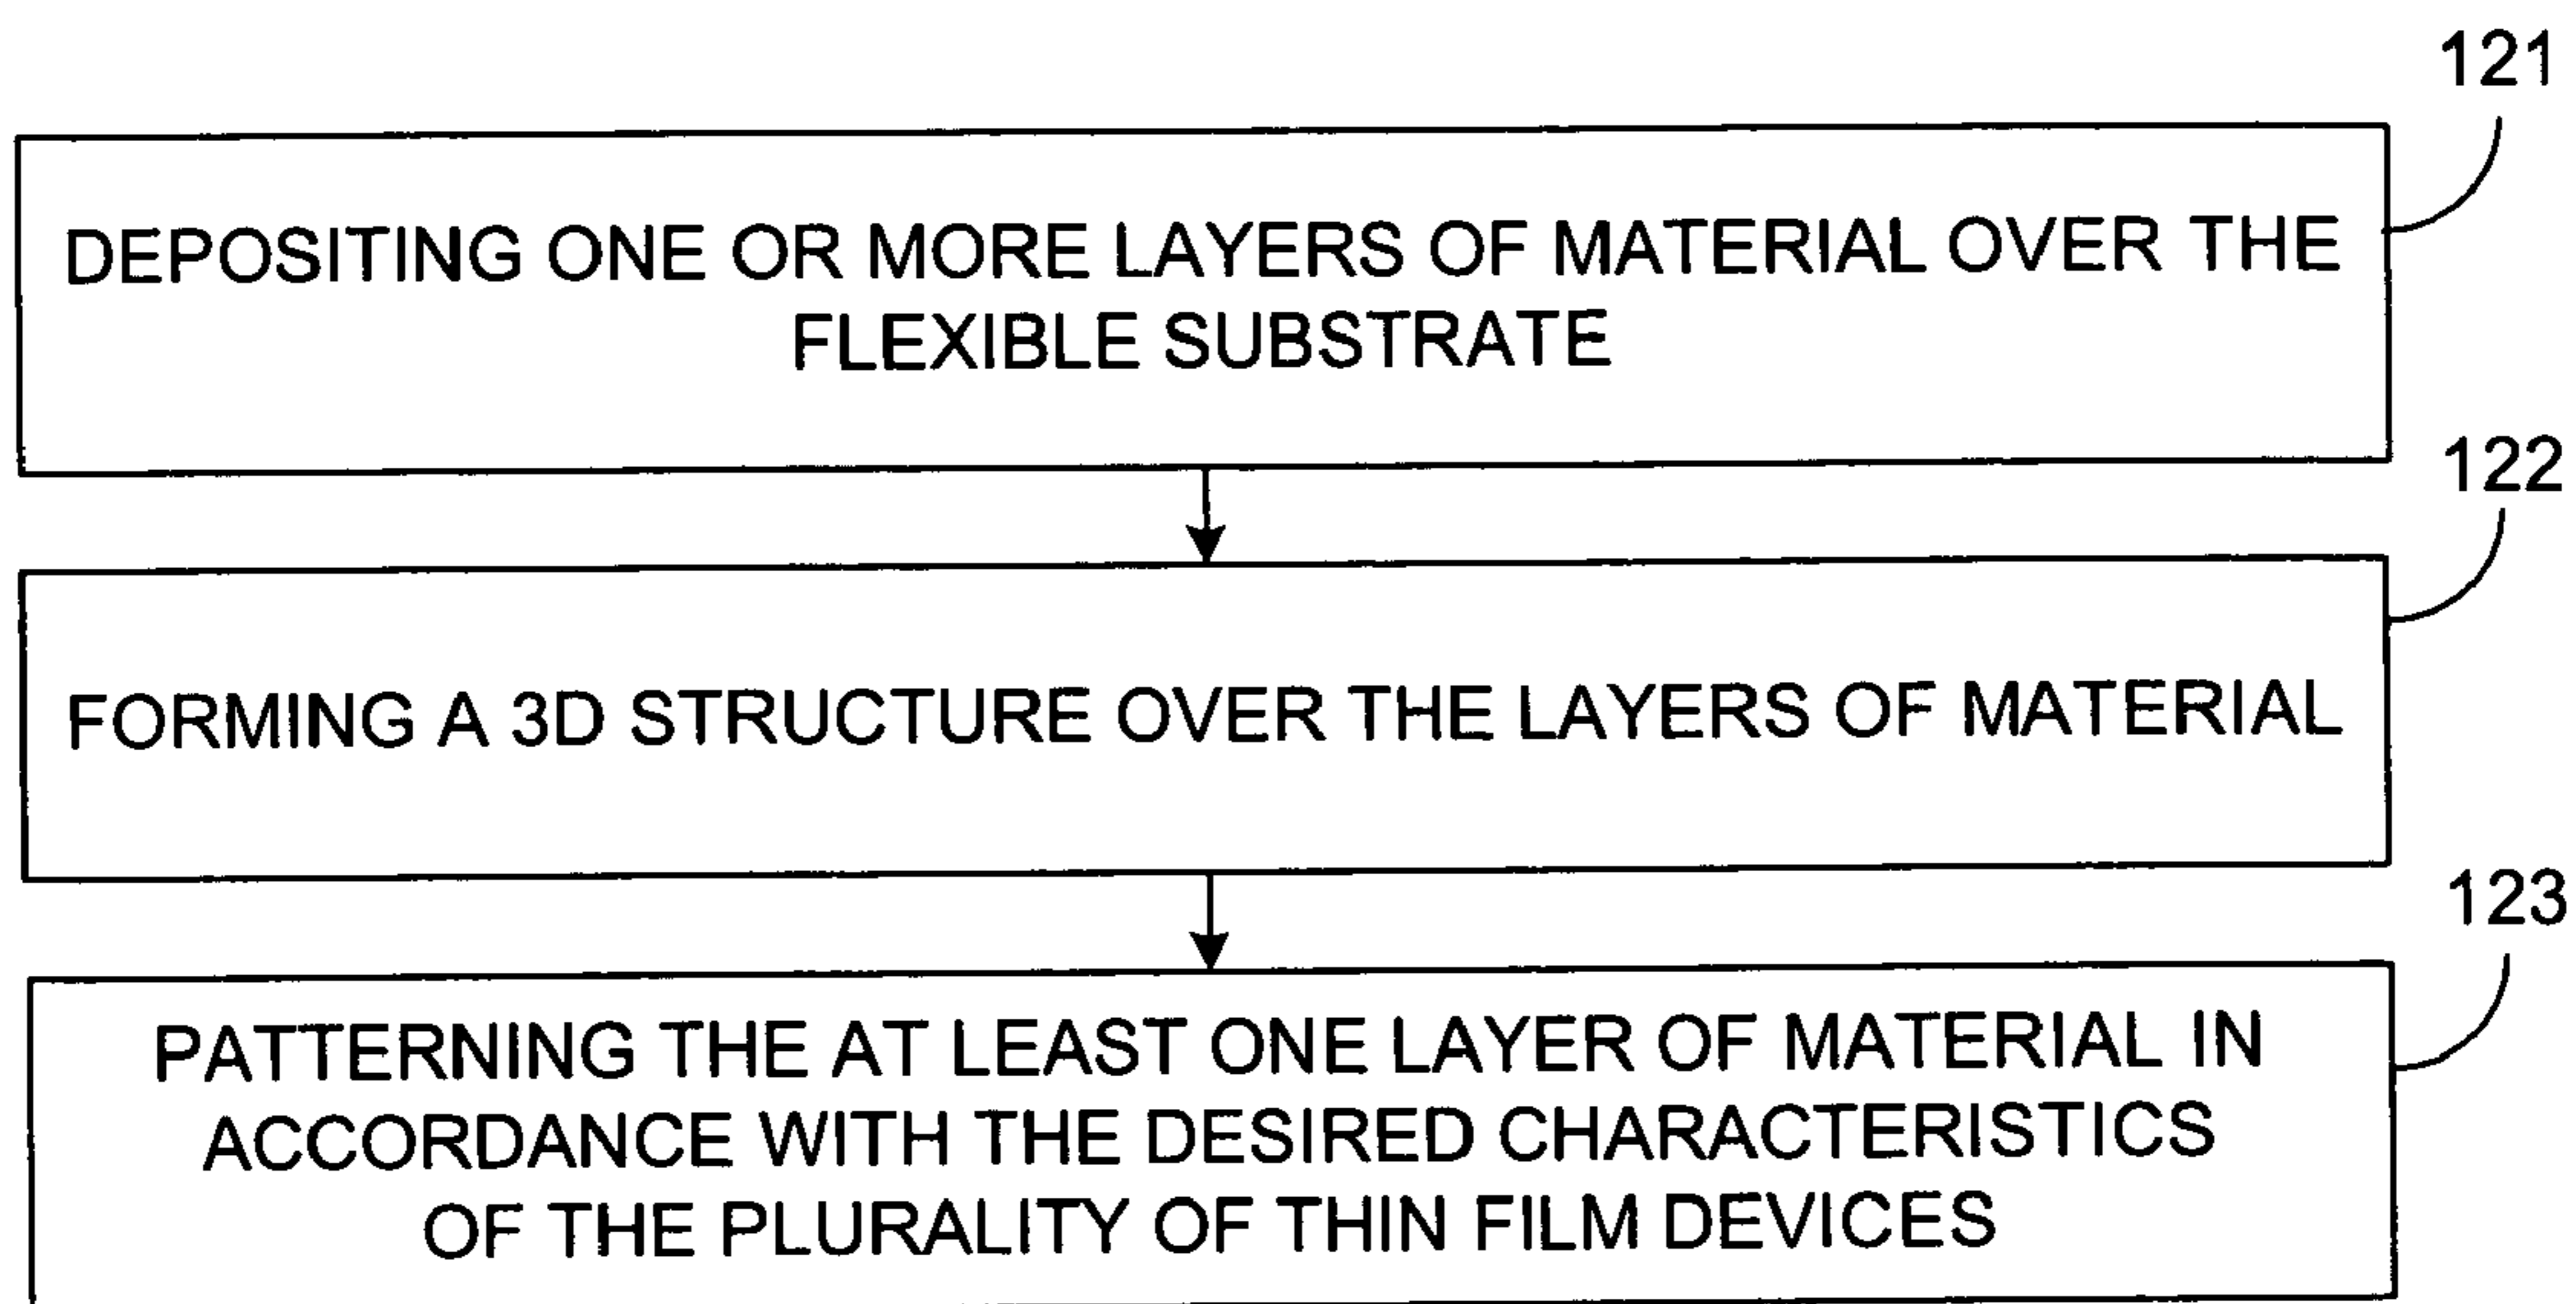 121
DEPOSITING ONE OR MORE LAYERS OF MATERIAL OVER THE
FLEXIBLE SUBSTRATE
122
FORMING A 3D STRUCTURE OVER THE LAYERS OF MATERIAL
123
PATTERNING THE AT LEAST ONE LAYER OF MATERIAL IN
ACCORDANCE WITH THE DESIRED CHARACTERISTICS
OF THE PLURALITY OF THIN FILM DEVICES